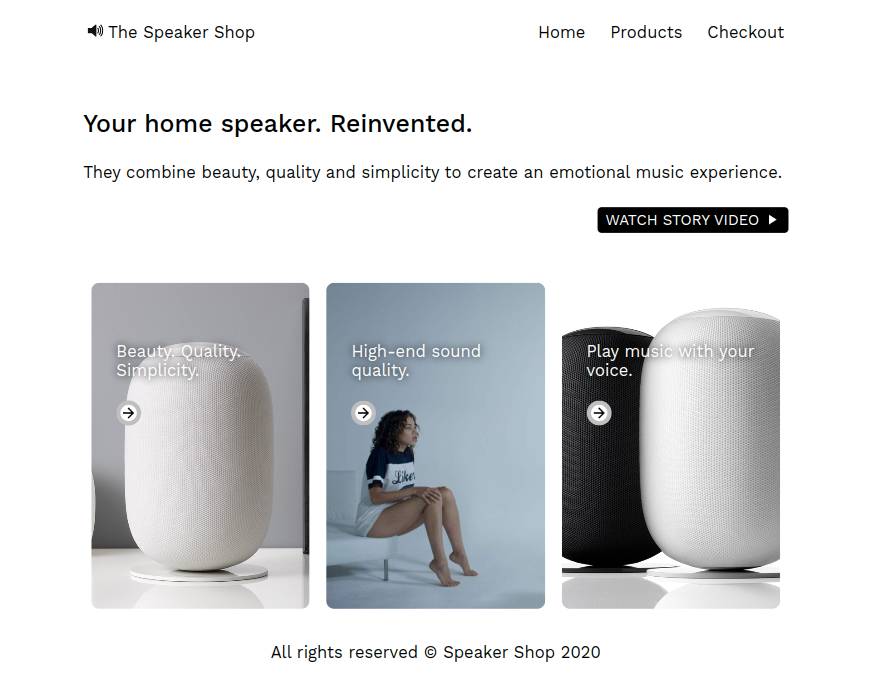 The Speaker Shop
Home Products Checkout
Your home speaker. Reinvented.
They combine beauty, quality and simplicity to create an emotional music experience.
WATCH STORY VIDEO
Beauty. Quality.
Simplicity.
High-end sound
quality.
Liker
Play music with your
voice.
All rights reserved © Speaker Shop 2020